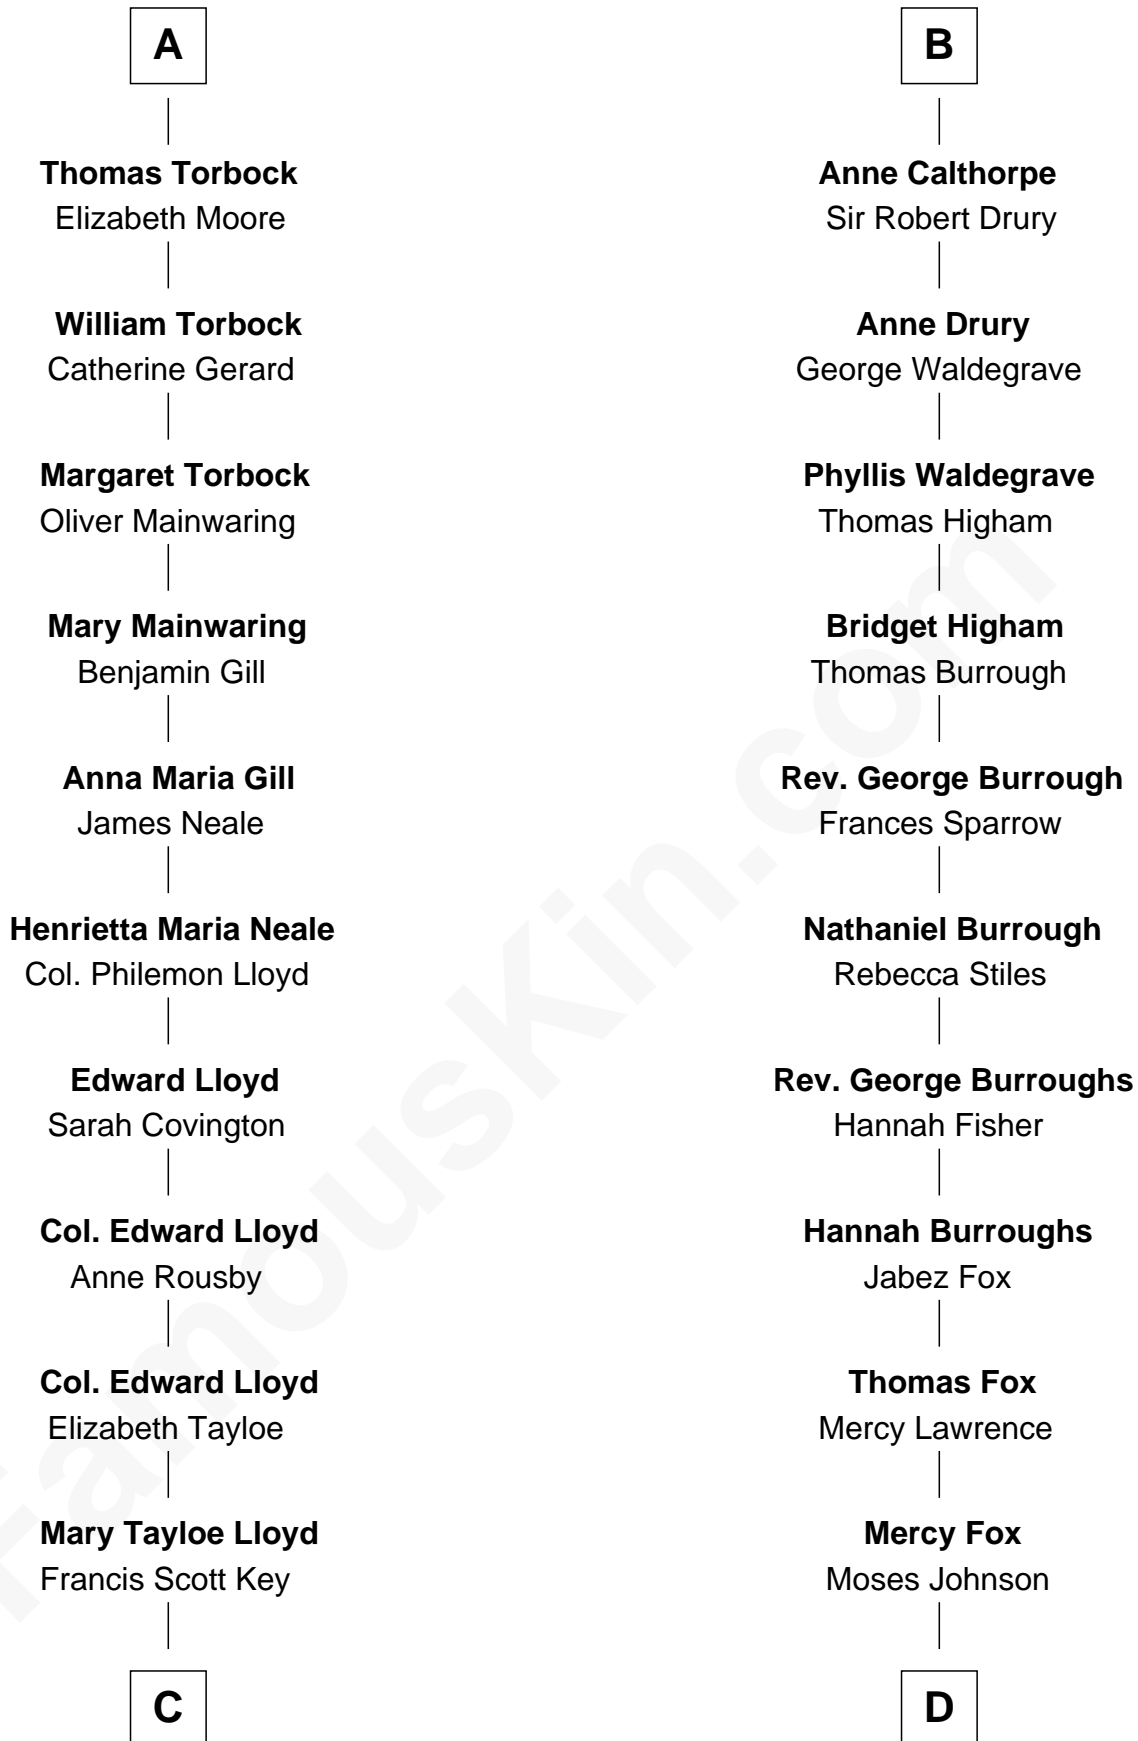 A
Thomas Torbock
Elizabeth Moore
William Torbock
Catherine Gerard
Margaret Torbock
Oliver Mainwaring
Mary Mainwaring
Benjamin Gill
Anna Maria Gill
James Neale
Henrietta Maria Neale
Col. Philemon Lloyd
Edward Lloyd
Sarah Covington
Col. Edward Lloyd
Anne Rousby
Col. Edward Lloyd
Elizabeth Tayloe
Mary Tayloe Lloyd
Francis Scott Key
C
B
Anne Calthorpe
Sir Robert Drury
Anne Drury
George Waldegrave
Phyllis Waldegrave
Thomas Higham
Bridget Higham
Thomas Burrough
Rev. George Burrough
Frances Sparrow
Nathaniel Burrough
Rebecca Stiles
Rev. George Burroughs
Hannah Fisher
Hannah Burroughs
Jabez Fox
Thomas Fox
Mercy Lawrence
Mercy Fox
Moses Johnson
D
FamousKin.com